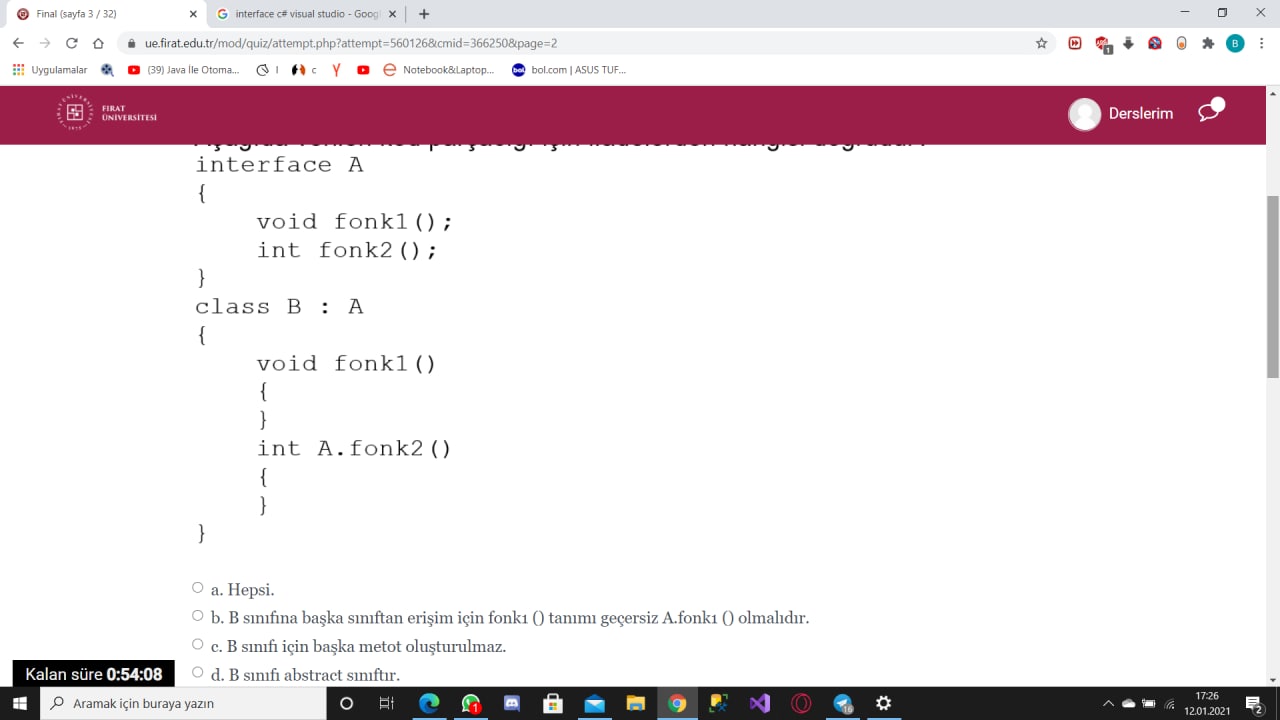 Final (sayfa 3 / 32)
interface c# visual studio - Googl
ue.firat.edu.tr/mod/quiz/attempt.php?attempt=560126&cmid=366250&page=2
Uygulamalar
(39) Java İle Otoma...
I
c
Notebook&Laptop...
bol.com | ASUS TUF...
FIRAT
ÜNİVERSİTESİ
Derslerim
interface A
{
void fonk1();
int fonk2();
}
class B : A
{
void fonk1()
{
}
int A.fonk2()
{
}
}
a. Hepsi.
b. B sınıfına başka sınıftan erişim için fonk1 () tanımı geçersiz A.fonk1 () olmalıdır.
c. B sınıfı için başka metot oluşturulmaz.
d. B sınıfı abstract sınıftır.
Kalan süre 0:54:08
Aramak için buraya yazın
17:26
12.01.2021